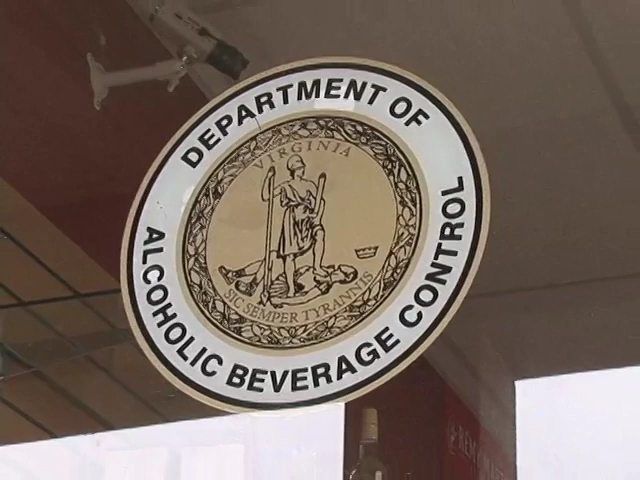 DEPARTMENT OF
ALCOHOLIC BEVERAGE CONTROL
VIRGINIA
SIC SEMPER TYRANNIS